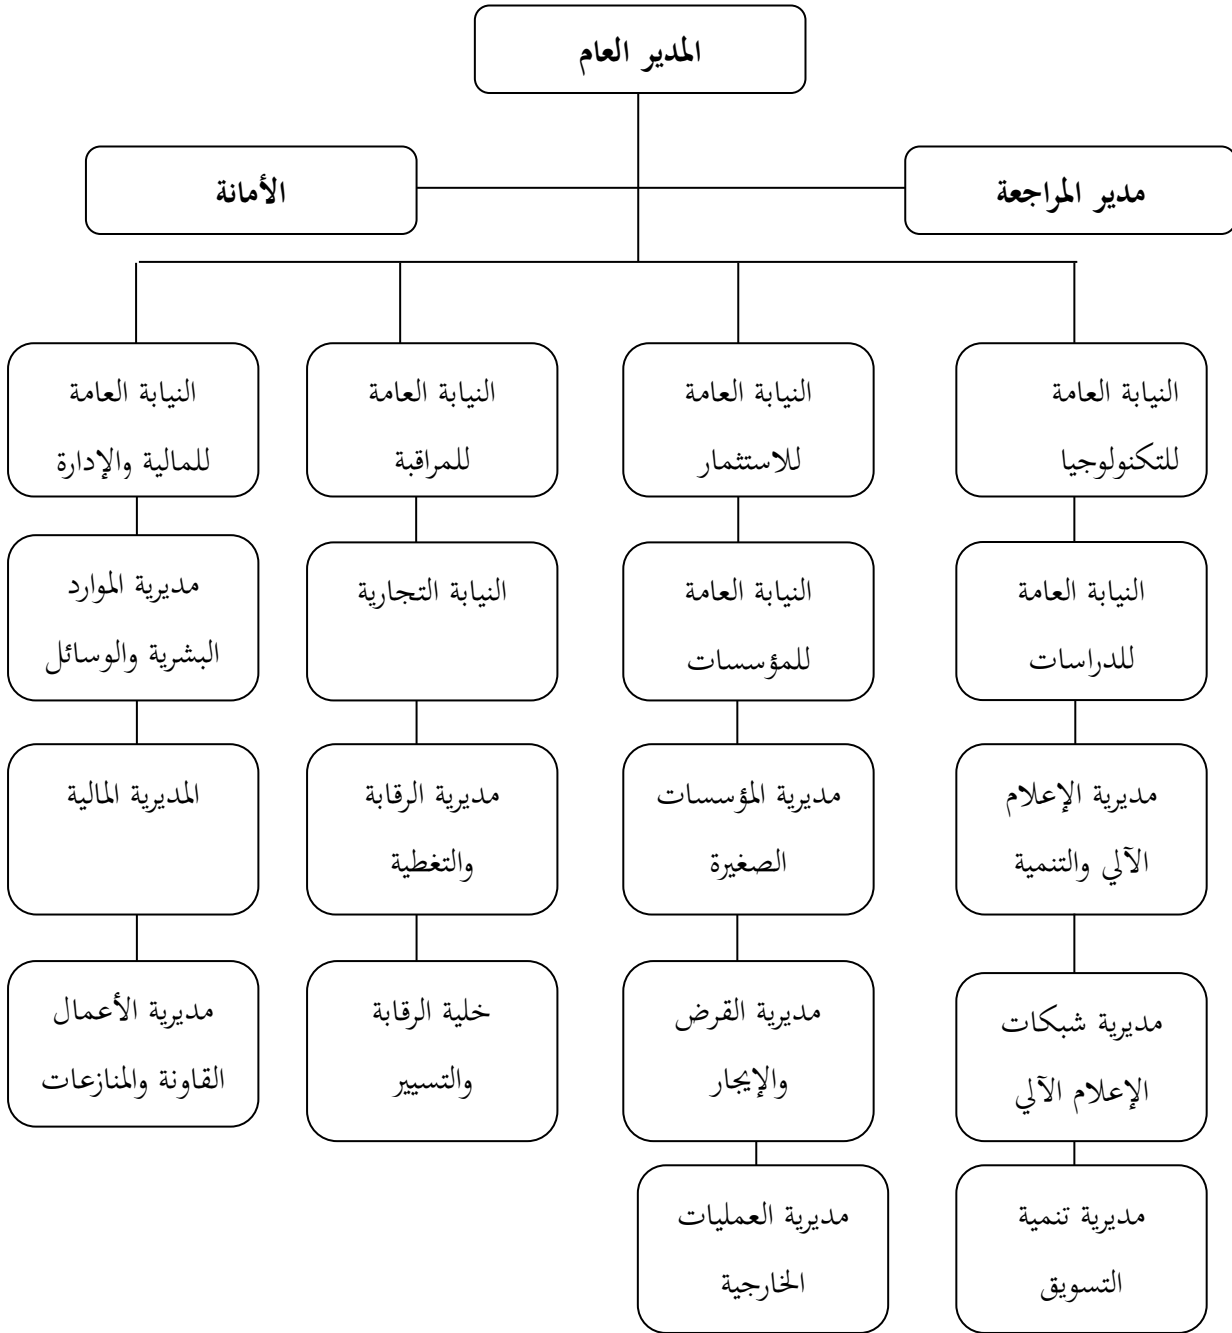 المدير العام
مدير المراجعة
الأمانة
النيابة العامة
للتكنولوجيا
النيابة العامة
للاستثمار
النيابة العامة
للمراقبة
النيابة العامة
للمالية والإدارة
النيابة العامة
للدراسات
النيابة العامة
للمؤسسات
النيابة التجارية
مديرية الموارد
البشرية والوسائل
مديرية الإعلام
الآلي والتنمية
مديرية المؤسسات
الصغيرة
مديرية الرقابة
والتغطية
المديرية المالية
مديرية شبكات
الإعلام الآلي
مديرية القرض
والإيجار
خلية الرقابة
والتسيير
مديرية الأعمال
القاونة والمنازعات
مديرية تنمية
التسويق
مديرية العمليات
الخارجية